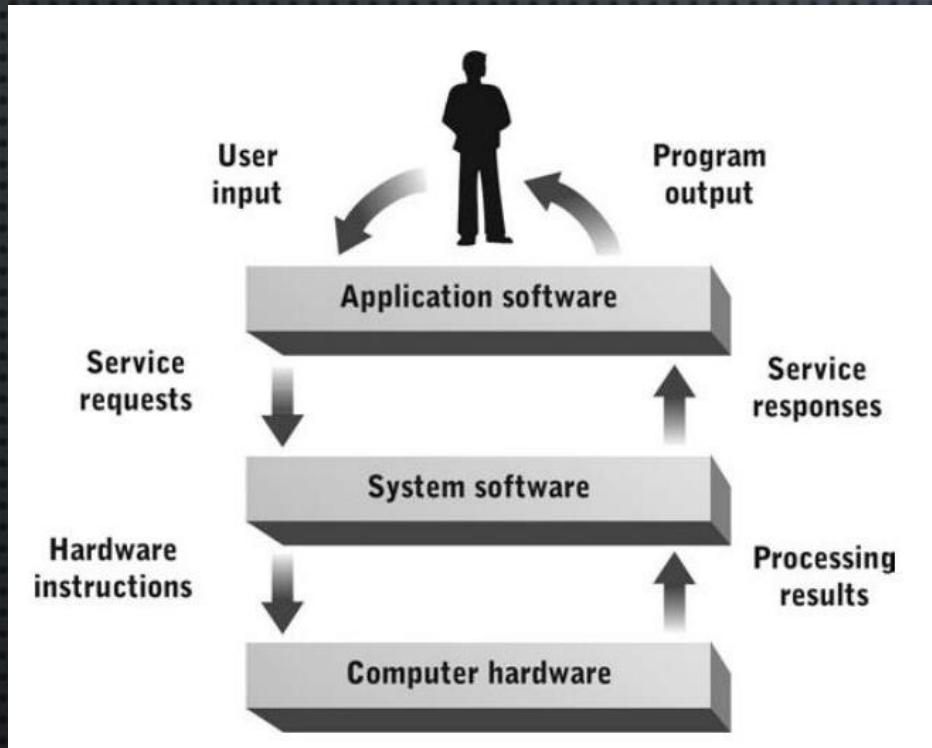 User
input
Program
output
Application software
Service
requests
Service
responses
System software
Hardware
instructions
Processing
results
Computer hardware